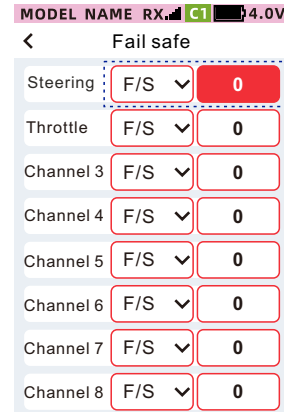 MODEL NAME RX C1 4.0V
Fail safe
Steering F/S 0
Throttle F/S 0
Channel 3 F/S 0
Channel 4 F/S 0
Channel 5 F/S 0
Channel 6 F/S 0
Channel 7 F/S 0
Channel 8 F/S 0